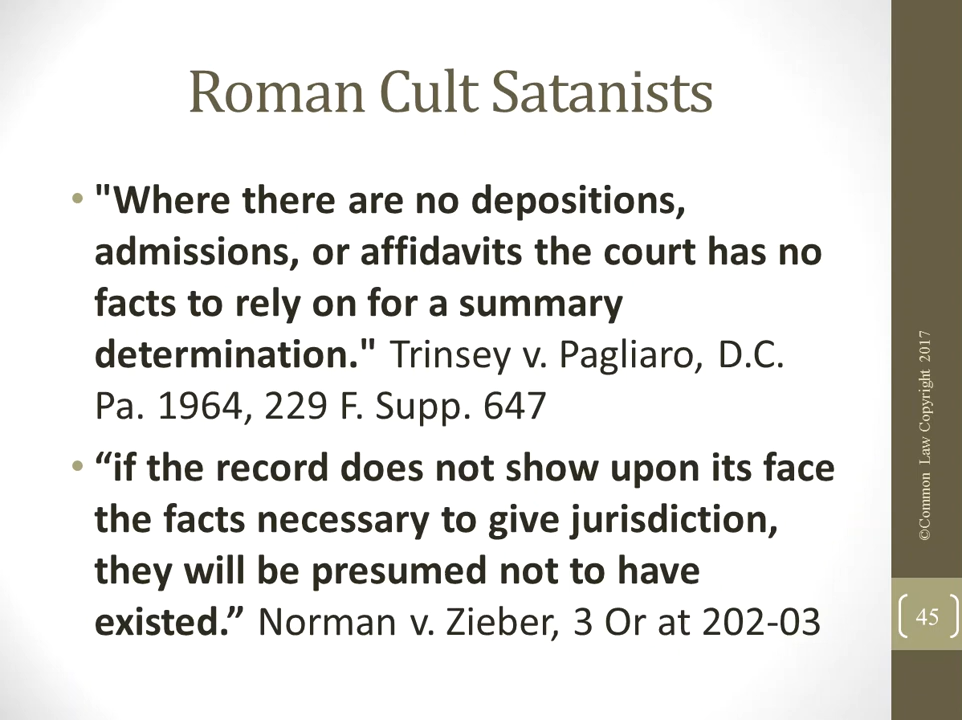 Roman Cult Satanists
• "Where there are no depositions,
admissions, or affidavits the court has no
facts to rely on for a summary
determination." Trinsey v. Pagliaro, D.C.
Pa. 1964, 229 F. Supp. 647
• “if the record does not show upon its face
the facts necessary to give jurisdiction,
they will be presumed not to have
existed.” Norman v. Zieber, 3 Or at 202-03
©Common Law Copyright 2017
45